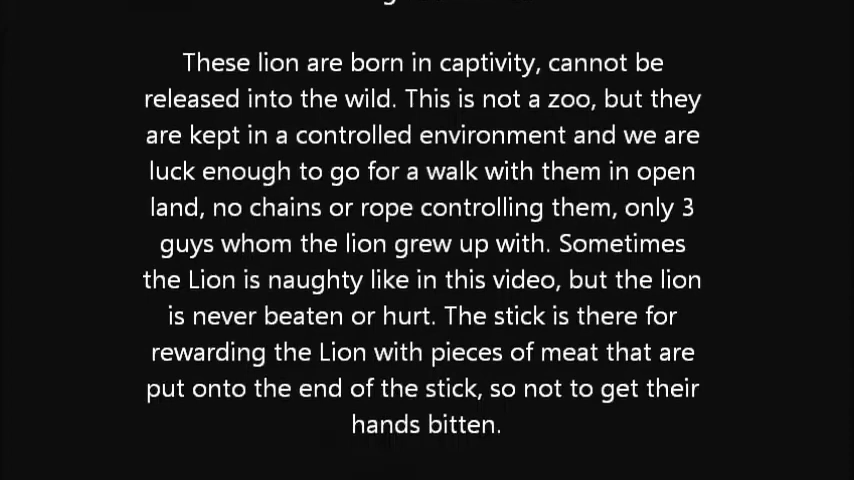 These lion are born in captivity, cannot be
released into the wild. This is not a zoo, but they
are kept in a controlled environment and we are
luck enough to go for a walk with them in open
land, no chains or rope controlling them, only 3
guys whom the lion grew up with. Sometimes
the Lion is naughty like in this video, but the lion
is never beaten or hurt. The stick is there for
rewarding the Lion with pieces of meat that are
put onto the end of the stick, so not to get their
hands bitten.